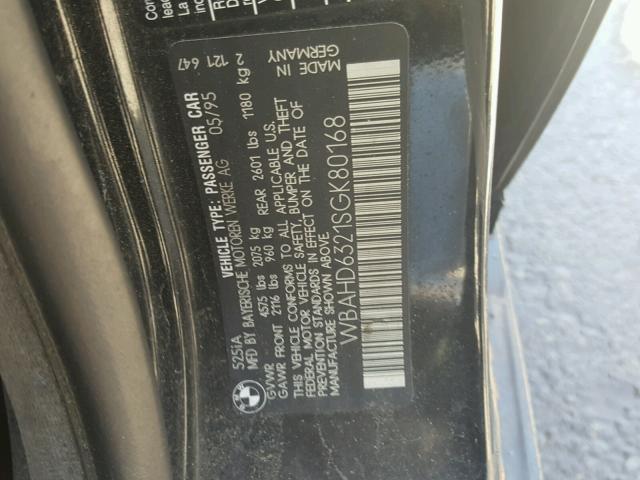 525iA
VEHICLE TYPE: PASSENGER CAR
MFD BY BAYERISCHE MOTOREN WERKE AG 05/95
GVWR 4575 lbs 2075 kg
GAWR FRONT 2116 lbs 960 kg REAR 2601 lbs 1180 kg
THIS VEHICLE CONFORMS TO ALL APPLICABLE U.S.
FEDERAL MOTOR VEHICLE SAFETY, BUMPER AND THEFT
PREVENTION STANDARDS IN EFFECT ON THE DATE OF
MANUFACTURE SHOWN ABOVE.
2 121 647
MADE IN
GERMANY
WBAHD6321SGK80168
BMW